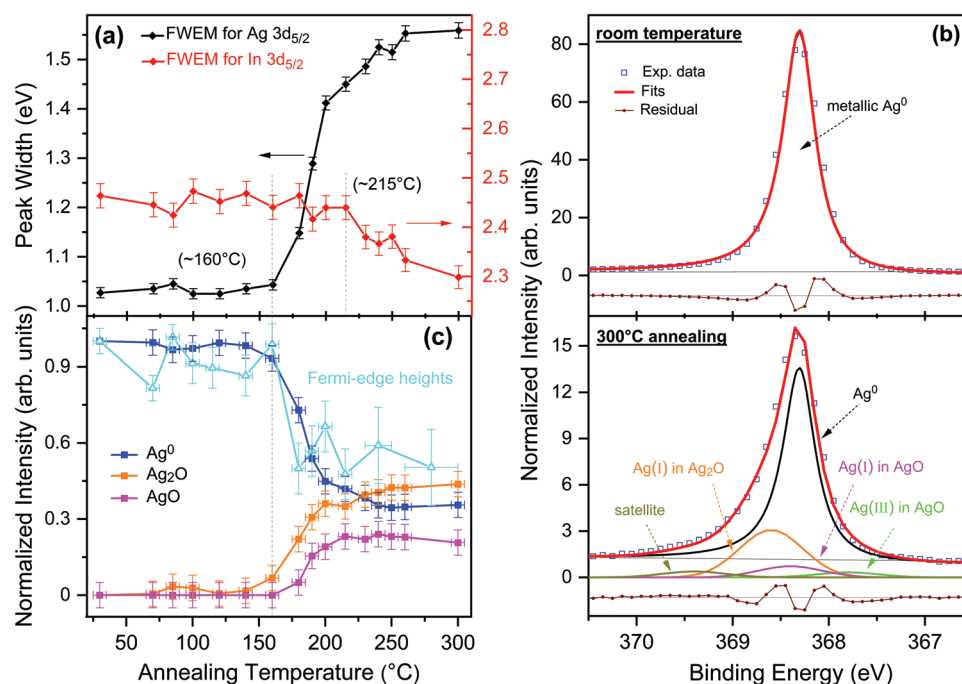 (a)
FWEM for Ag 3d5/2
FWEM for In 3d5/2
1.5
1.4
1.3
1.2
1.1
1.0
Peak Width (eV)
2.8
2.7
2.6
2.5
2.4
2.3
(~215°C)
(~160°C)
(c)
Fermi-edge heights
Ag0
Ag2O
AgO
0.9
0.6
0.3
0
Normalized Intensity (arb. units)
50 100 150 200 250 300
Annealing Temperature (°C)
(b)
room temperature
Exp. data
Fits
Residual
metallic Ag0
80
60
40
20
0
Normalized Intensity (arb. units)
300°C annealing
Ag0
Ag(I) in Ag2O
Ag(I) in AgO
Ag(III) in AgO
satellite
15
12
9
6
3
0
Normalized Intensity (arb. units)
370 369 368 367
Binding Energy (eV)